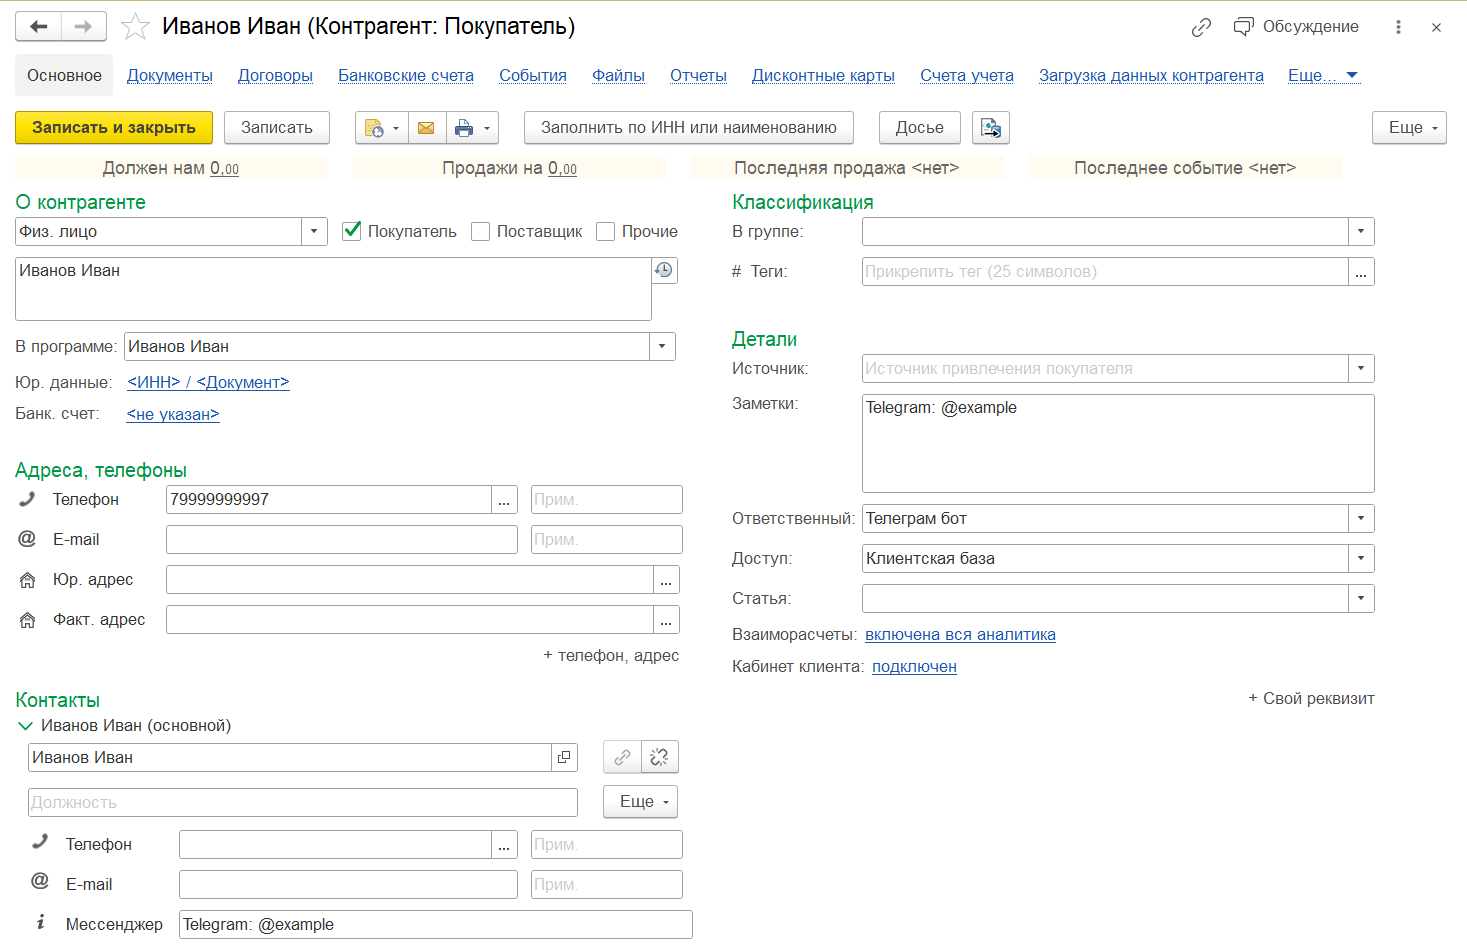 Иванов Иван (Контрагент: Покупатель)
Обсуждение
Основное Документы Договоры Банковские счета События Файлы Отчеты Дисконтные карты Счета учета Загрузка данных контрагента Еще...
Записать и закрыть Записать Заполнить по ИНН или наименованию Досье Еще
Должен нам 0,00 Продажи на 0,00 Последняя продажа <нет> Последнее событие <нет>
О контрагенте
Физ. лицо Покупатель Поставщик Прочие
Иванов Иван
В программе: Иванов Иван
Юр. данные: <ИНН> / <Документ>
Банк. счет: <не указан>
Адреса, телефоны
Телефон 79999999997 ... Прим.
@ E-mail Прим.
Юр. адрес ...
Факт. адрес ...
+ телефон, адрес
Контакты
Иванов Иван (основной)
Иванов Иван
Должность Еще
Телефон ... Прим.
@ E-mail Прим.
i Мессенджер Telegram: @example
Классификация
В группе:
# Теги: Прикрепить тег (25 символов) ...
Детали
Источник: Источник привлечения покупателя
Заметки: Telegram: @example
Ответственный: Телеграм бот
Доступ: Клиентская база
Статья:
Взаиморасчеты: включена вся аналитика
Кабинет клиента: подключен
+ Свой реквизит